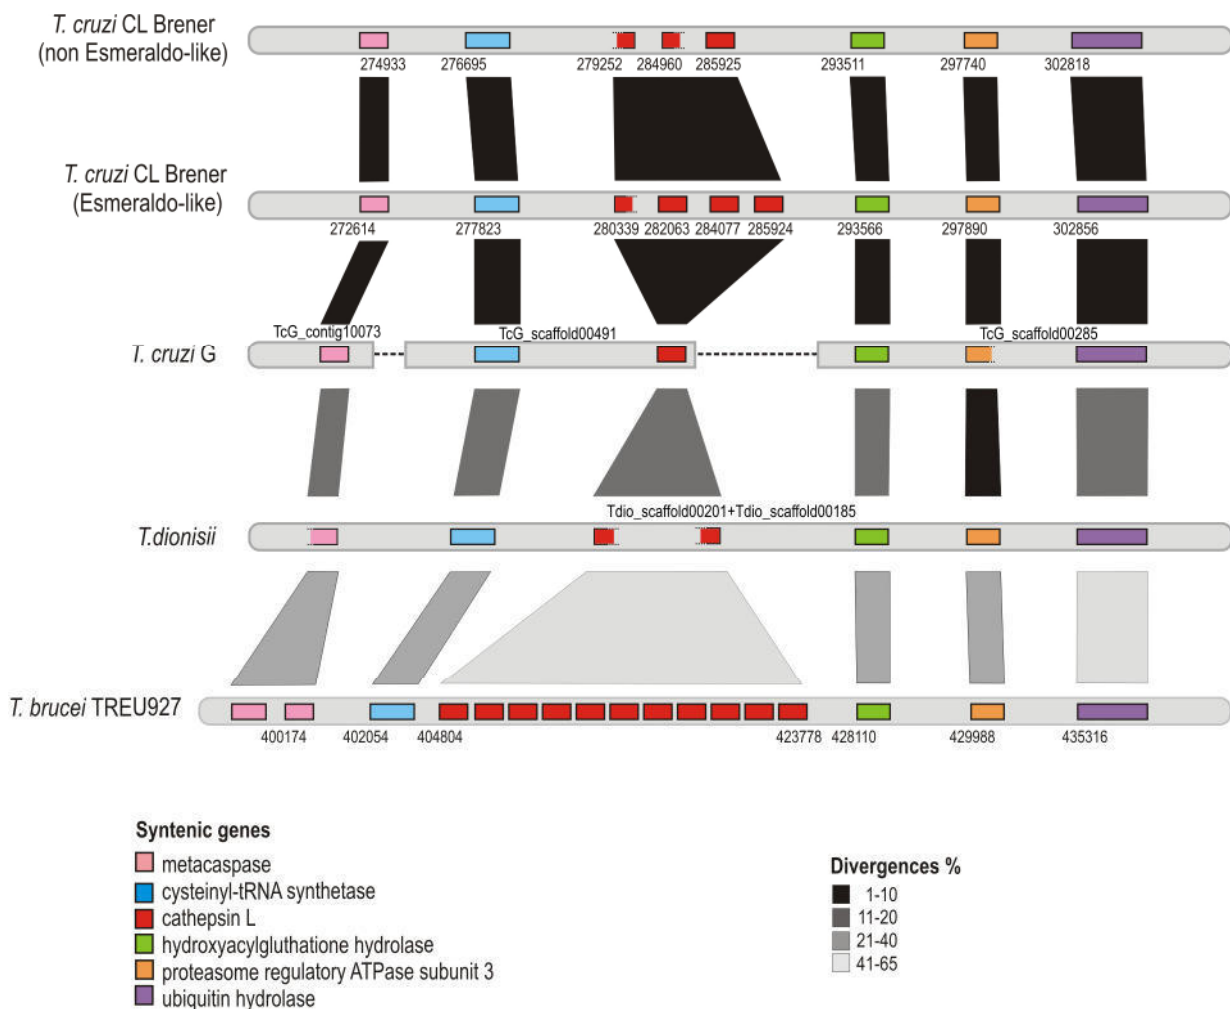 T. cruzi CL Brener
(non Esmeraldo-like)
274933 276695 279252 284960 285925 293511 297740 302818
T. cruzi CL Brener
(Esmeraldo-like)
272614 277823 280339 282063 284077 285924 293566 297890 302856
TcG_contig10073 TcG_scaffold00491 TcG_scaffold00285
T. cruzi G
Tdio_scaffold00201+Tdio_scaffold00185
T.dionisii
T. brucei TREU927
400174 402054 404804 423778 428110 429988 435316
Syntenic genes
metacaspase
cysteinyl-tRNA synthetase
cathepsin L
hydroxyacylgluthatione hydrolase
proteasome regulatory ATPase subunit 3
ubiquitin hydrolase
Divergences %
1-10
11-20
21-40
41-65